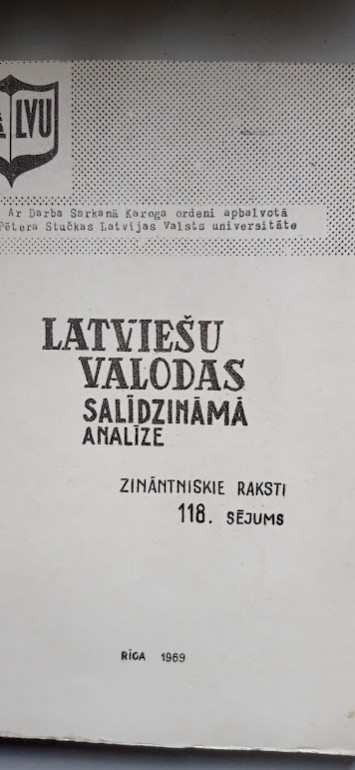 LVU
Ar Darba Sarkanā Karoga ordeni apbalvotā
Pētera Stučkas Latvijas Valsts universitāte
LATVIEŠU
VALODAS
SALĪDZINĀMĀ
ANALĪZE
ZINĀNTNISKIE RAKSTI
118. SĒJUMS
RĪGA 1969